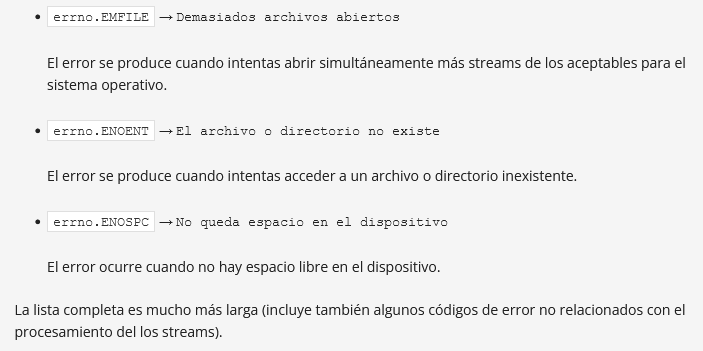 • errno.EMFILE → Demasiados archivos abiertos
El error se produce cuando intentas abrir simultáneamente más streams de los aceptables para el
sistema operativo.
• errno.ENOENT → El archivo o directorio no existe
El error se produce cuando intentas acceder a un archivo o directorio inexistente.
• errno.ENOSPC → No queda espacio en el dispositivo
El error ocurre cuando no hay espacio libre en el dispositivo.
La lista completa es mucho más larga (incluye también algunos códigos de error no relacionados con el
procesamiento del los streams).